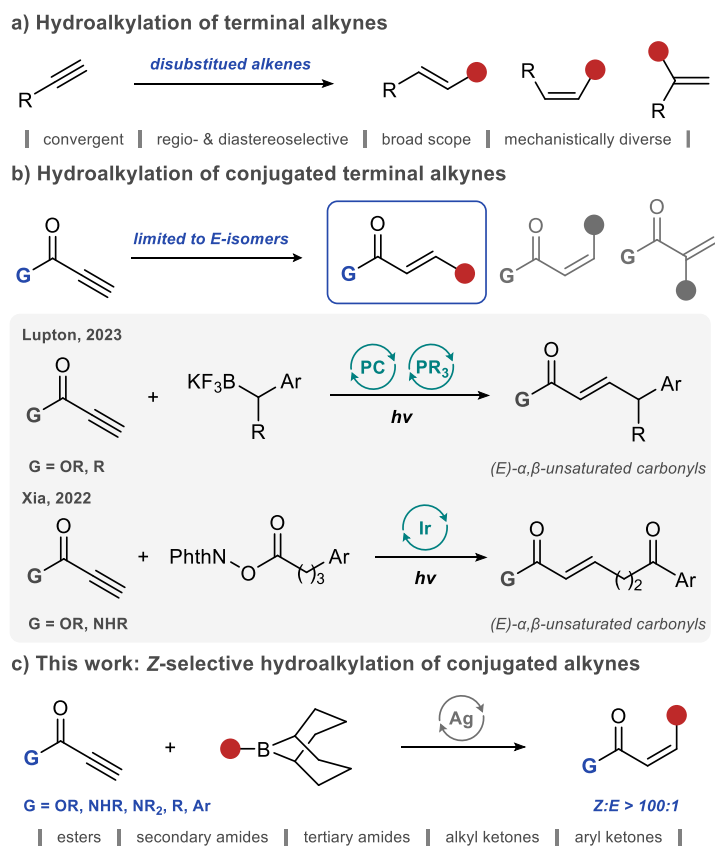 a) Hydroalkylation of terminal alkynes
disubstitued alkenes
R
R
R
R
convergent | regio- & diastereoselective | broad scope | mechanistically diverse
b) Hydroalkylation of conjugated terminal alkynes
O
G
limited to E-isomers
O
G
O
G
O
G
Lupton, 2023
O
G
+
KF3B
Ar
R
PC
PR3
hv
O
G
Ar
R
G = OR, R
(E)-α,β-unsaturated carbonyls
Xia, 2022
O
G
+
PhthN
O
O
( )3
Ar
Ir
hv
O
G
( )2
O
Ar
G = OR, NHR
(E)-α,β-unsaturated carbonyls
c) This work: Z-selective hydroalkylation of conjugated alkynes
O
G
+
B
Ag
O
G
G = OR, NHR, NR2, R, Ar
Z:E > 100:1
esters | secondary amides | tertiary amides | alkyl ketones | aryl ketones